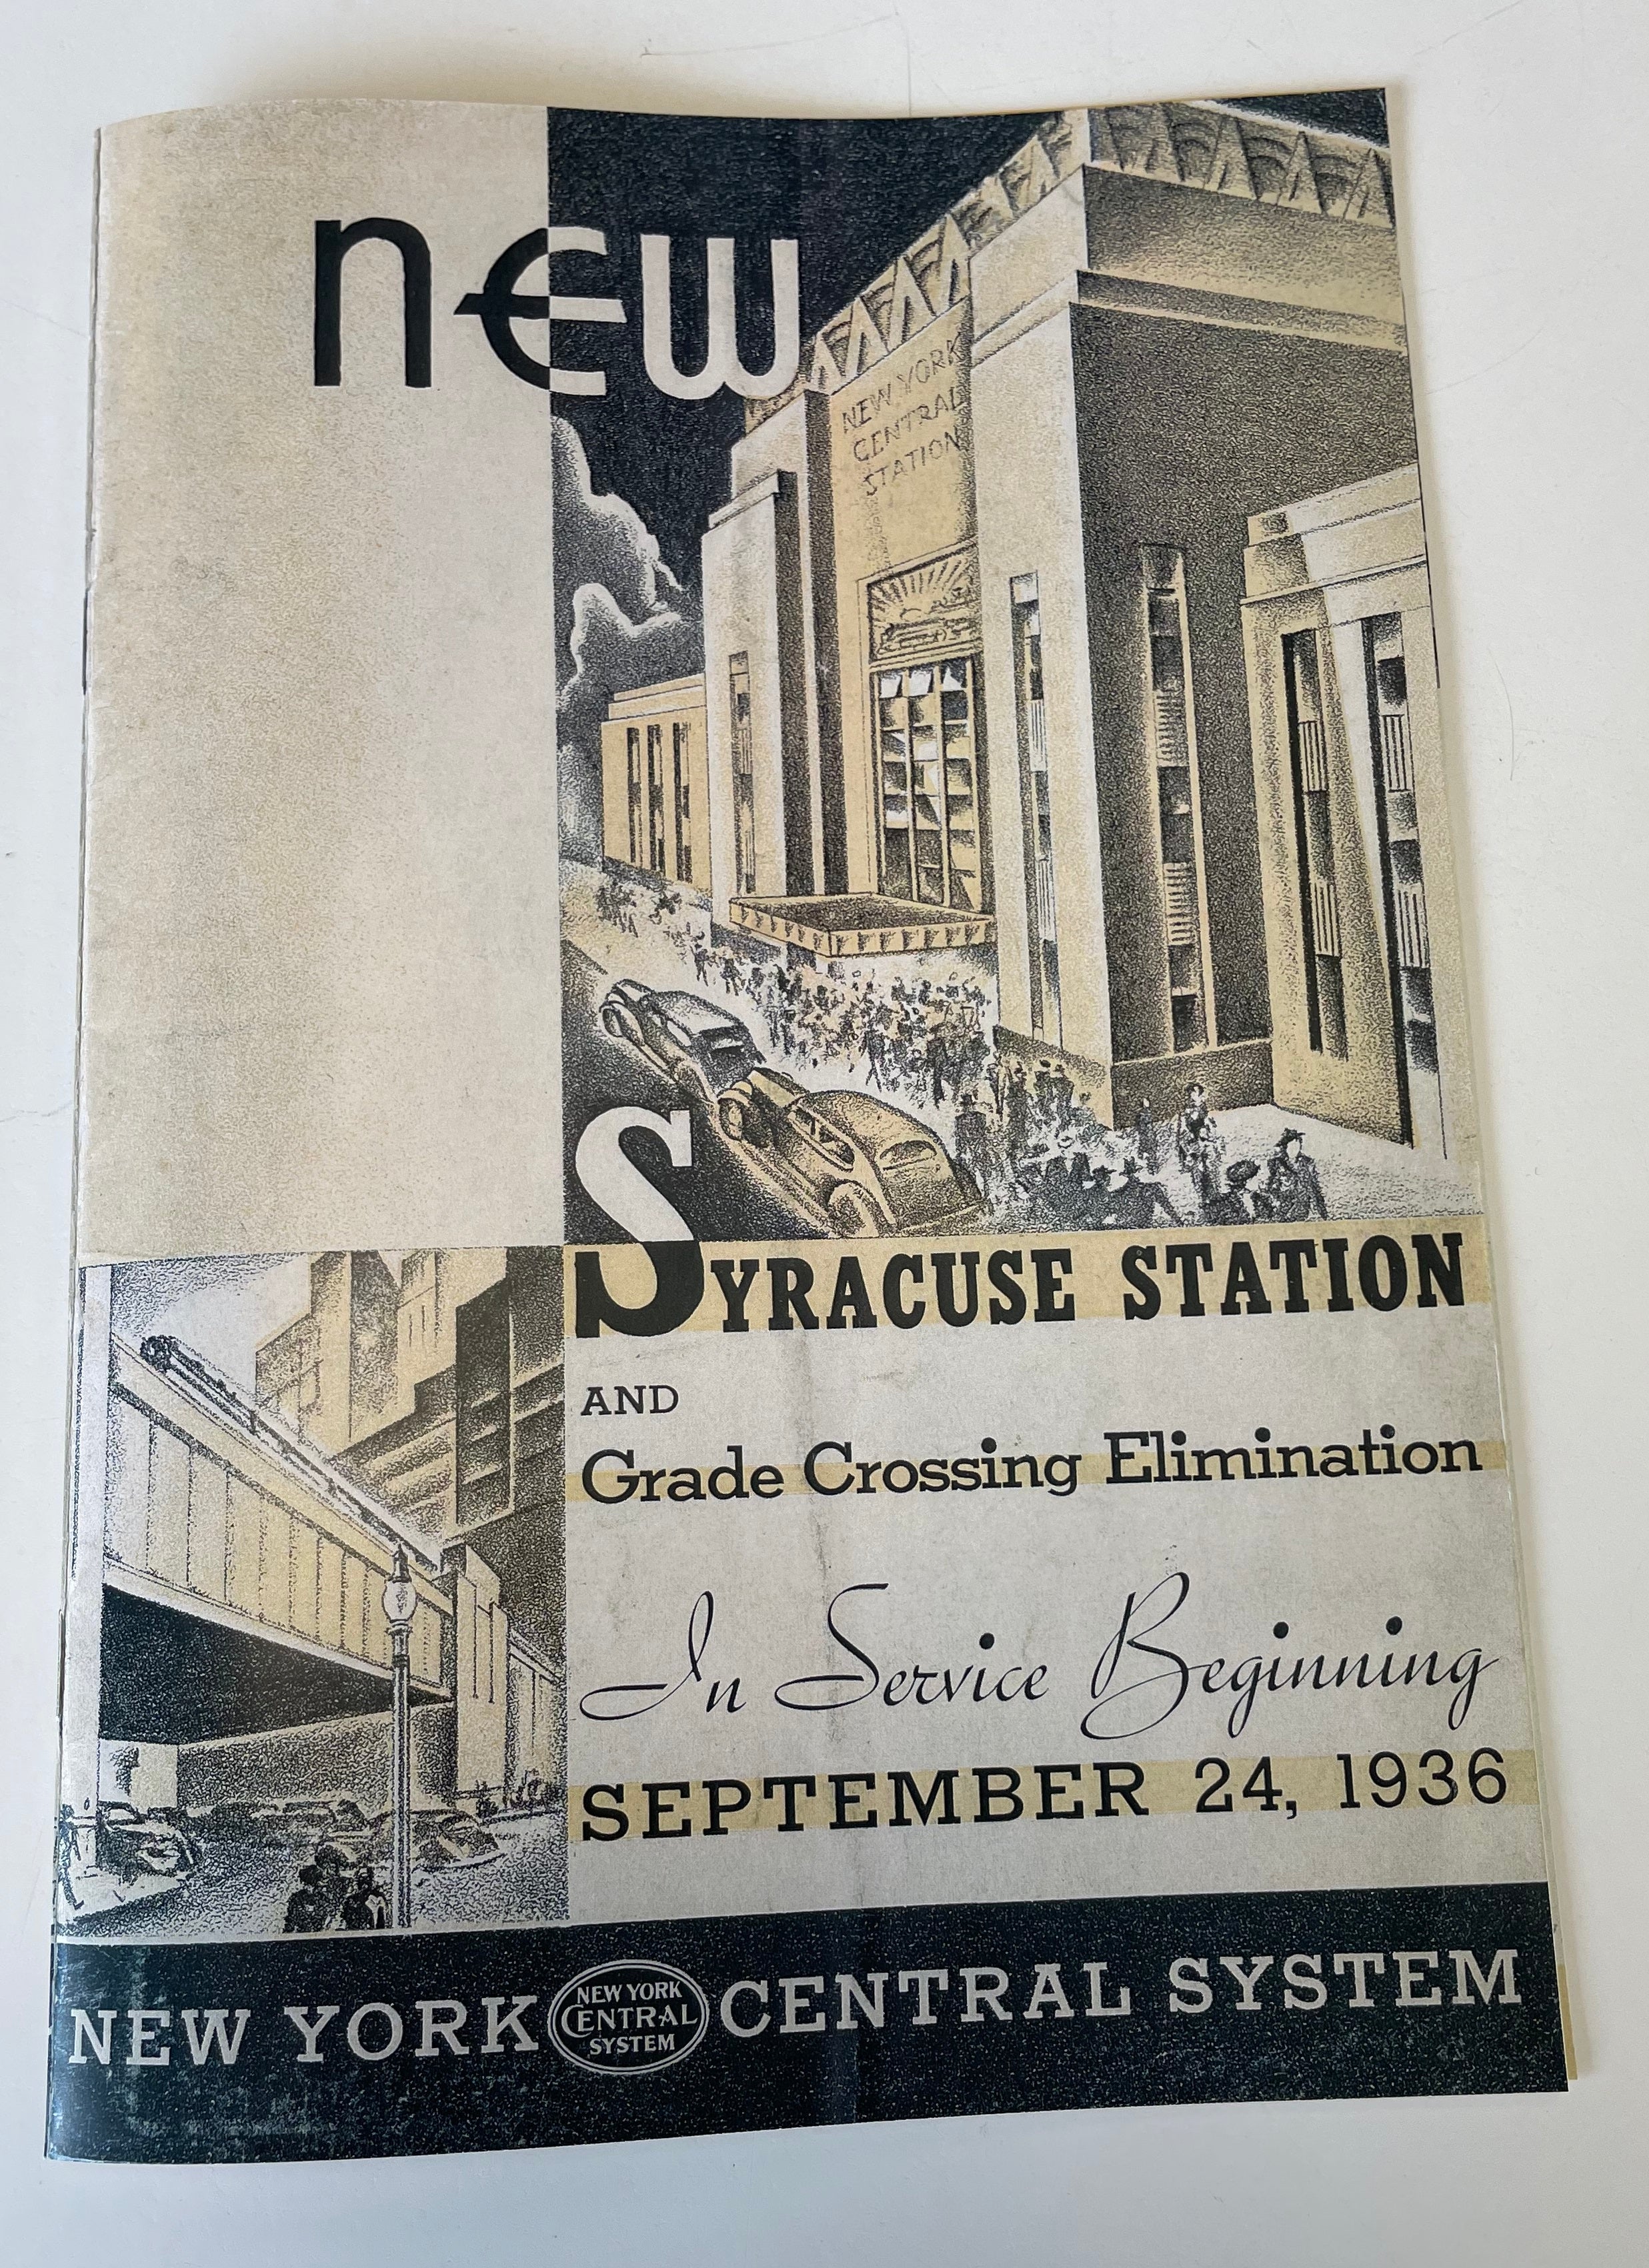 new
NEW YORK
CENTRAL
STATION
SYRACUSE STATION
AND
Grade Crossing Elimination
In Service Beginning
SEPTEMBER 24, 1936
NEW YORK
NEW YORK
CENTRAL
SYSTEM
CENTRAL SYSTEM